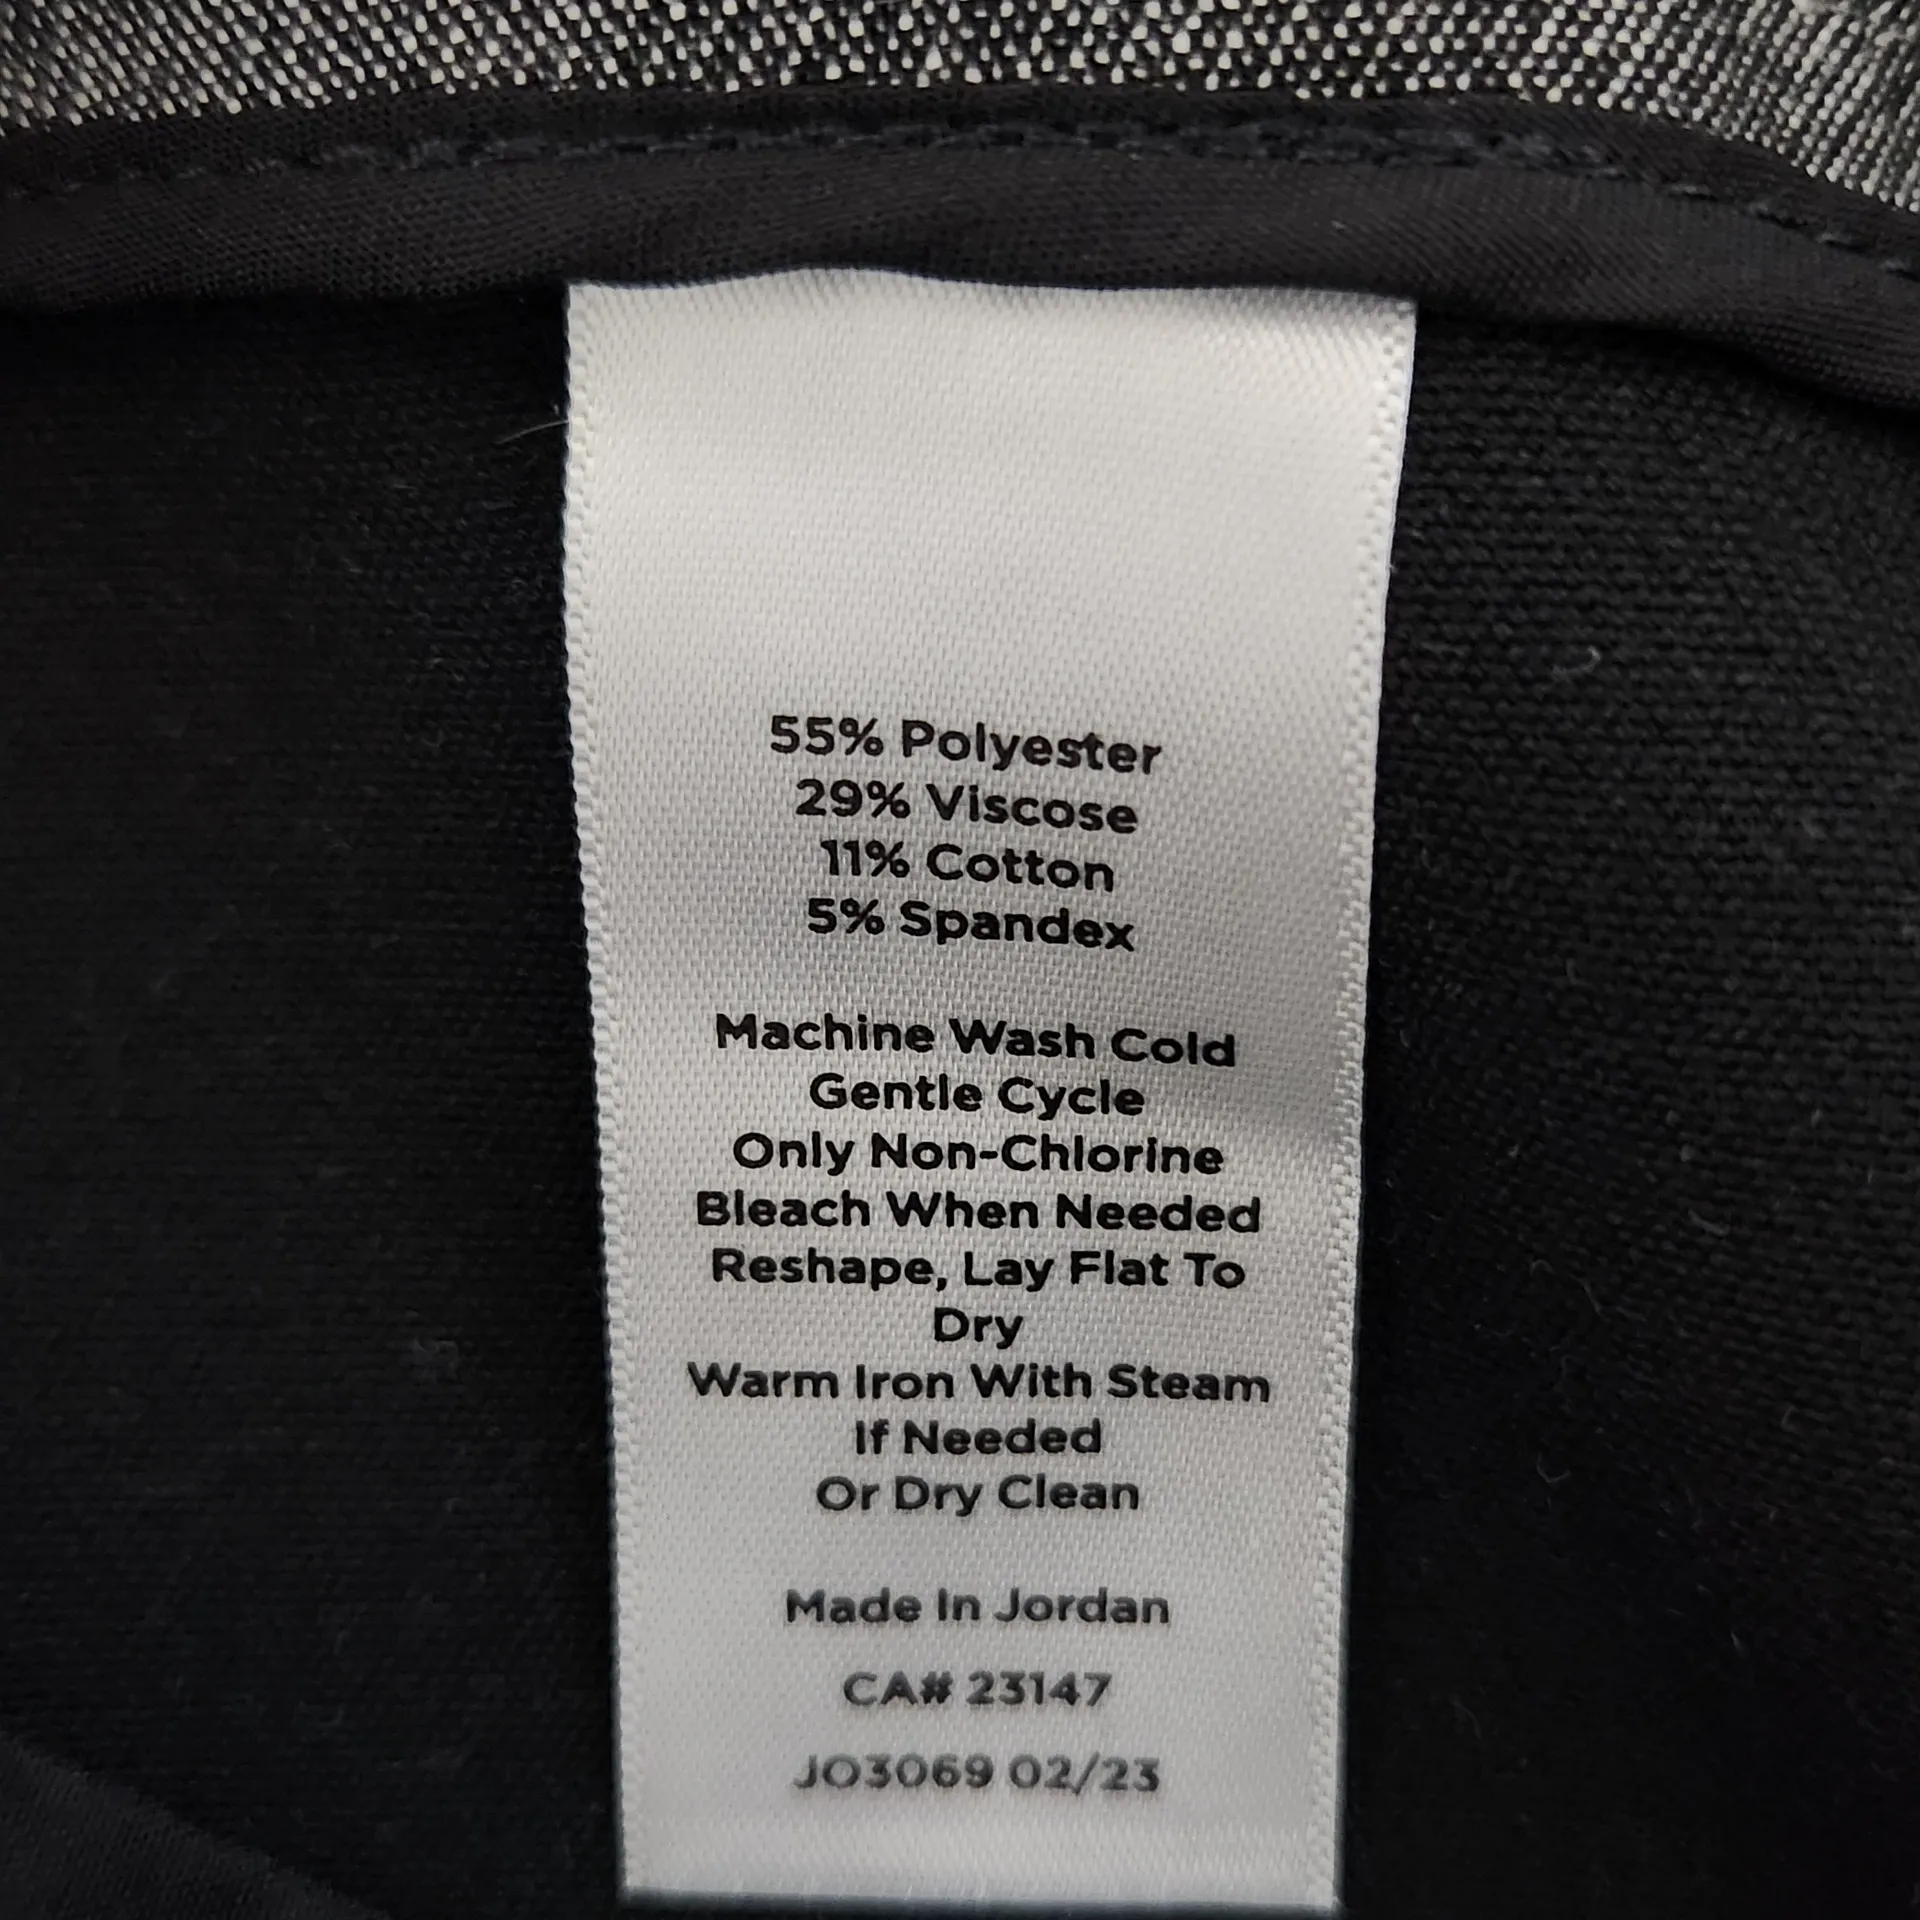 55% Polyester
29% Viscose
11% Cotton
5% Spandex
Machine Wash Cold
Gentle Cycle
Only Non-Chlorine
Bleach When Needed
Reshape, Lay Flat To
Dry
Warm Iron With Steam
If Needed
Or Dry Clean
Made In Jordan
CA# 23147
JO3069 02/23